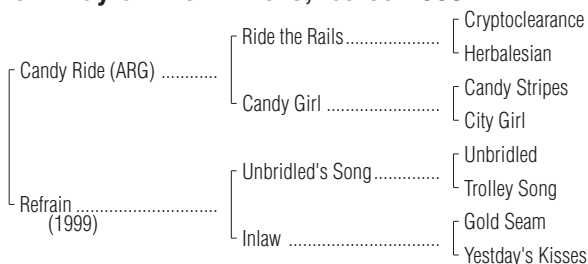 Cryptoclearance
Ride the Rails
Herbalesian
Candy Ride (ARG)
Candy Stripes
Candy Girl
City Girl
Unbridled
Unbridled's Song
Trolley Song
Refrain
(1999)
Gold Seam
Inlaw
Yestday's Kisses